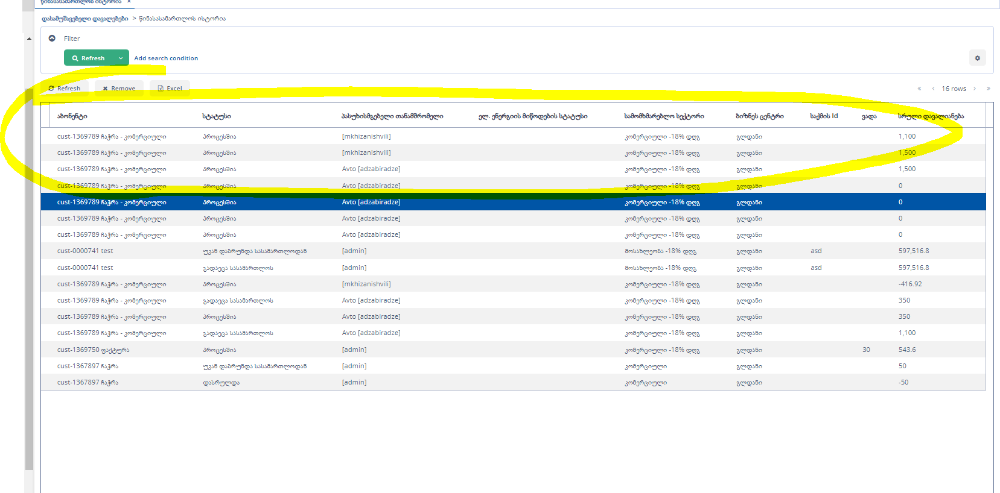 წინასასამართლოს ისტორია ×
დასამუშავებელი დავალებები > წინასასამართლოს ისტორია
Filter
Refresh Add search condition
Refresh Remove Excel « ‹ 16 rows › »
აბონენტი სტატუსი პასუხისმგებელი თანამშრომელი ელ. ენერგიის მიწოდების სტატუსი სამომხმარებლო სექტორი ბიზნეს ცენტრი საქმის Id ვადა სრული დავალიანება
cust-1369789 ჩაჭრა - კომერციული პროცესშია [mkhizanishvili] კომერციული -18% დღგ გლდანი 1,100
cust-1369789 ჩაჭრა - კომერციული პროცესშია [mkhizanishvili] კომერციული -18% დღგ გლდანი 1,500
cust-1369789 ჩაჭრა - კომერციული პროცესშია Avto [adzabiradze] კომერციული -18% დღგ გლდანი 1,500
cust-1369789 ჩაჭრა - კომერციული პროცესშია Avto [adzabiradze] კომერციული -18% დღგ გლდანი 0
cust-1369789 ჩაჭრა - კომერციული პროცესშია Avto [adzabiradze] კომერციული -18% დღგ გლდანი 0
cust-1369789 ჩაჭრა - კომერციული პროცესშია Avto [adzabiradze] კომერციული -18% დღგ გლდანი 0
cust-1369789 ჩაჭრა - კომერციული პროცესშია Avto [adzabiradze] კომერციული -18% დღგ გლდანი 0
cust-0000741 test უკან დაბრუნდა სასამართლოდან [admin] მოსახლეობა -18% დღგ გლდანი asd 597,516.8
cust-0000741 test გადაეცა სასამართლოს [admin] მოსახლეობა -18% დღგ გლდანი asd 597,516.8
cust-1369789 ჩაჭრა - კომერციული პროცესშია [mkhizanishvili] კომერციული -18% დღგ გლდანი -416.92
cust-1369789 ჩაჭრა - კომერციული გადაეცა სასამართლოს Avto [adzabiradze] კომერციული -18% დღგ გლდანი 350
cust-1369789 ჩაჭრა - კომერციული პროცესშია Avto [adzabiradze] კომერციული -18% დღგ გლდანი 350
cust-1369789 ჩაჭრა - კომერციული გადაეცა სასამართლოს Avto [adzabiradze] კომერციული -18% დღგ გლდანი 1,100
cust-1369750 ფაქტურა პროცესშია [admin] კომერციული -18% დღგ გლდანი 30 543.6
cust-1367897 ჩაჭრა უკან დაბრუნდა სასამართლოდან [admin] კომერციული გლდანი 50
cust-1367897 ჩაჭრა დასრულდა [admin] კომერციული გლდანი -50